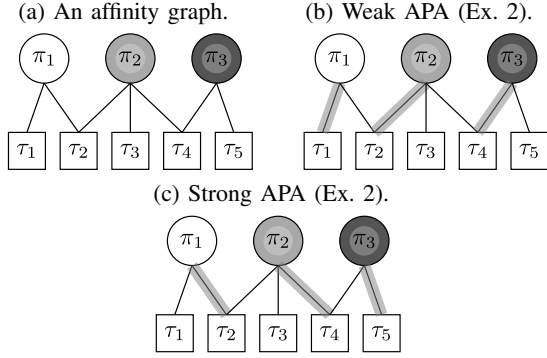 (a) An affinity graph.
(b) Weak APA (Ex. 2).
π₁ π₂ π₃
π₁ π₂ π₃
τ₁ τ₂ τ₃ τ₄ τ₅
τ₁ τ₂ τ₃ τ₄ τ₅
(c) Strong APA (Ex. 2).
π₁ π₂ π₃
τ₁ τ₂ τ₃ τ₄ τ₅